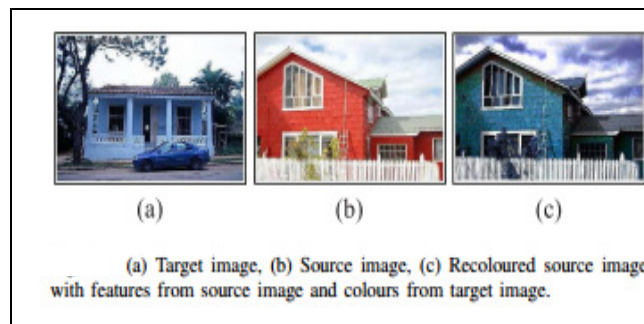 (a)
(b)
(c)
(a) Target image, (b) Source image, (c) Recoloured source image
with features from source image and colours from target image.